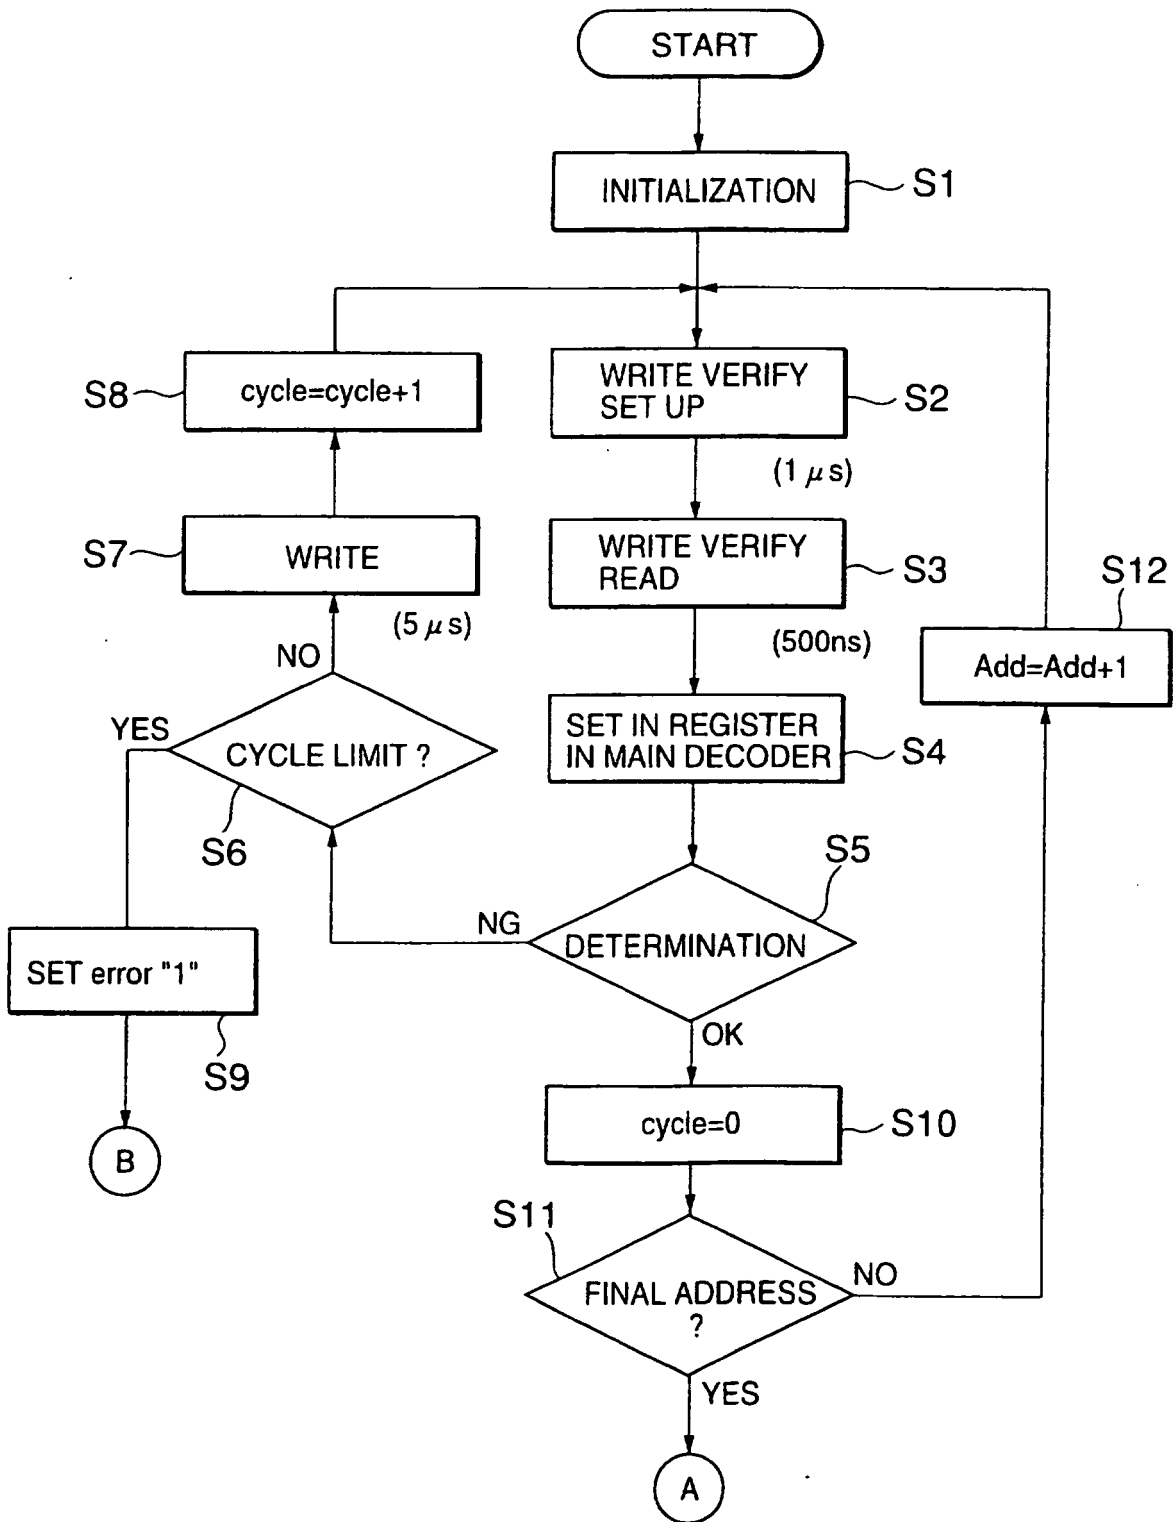 START
INITIALIZATION
S1
WRITE VERIFY
SET UP
S2
(1 μs)
cycle=cycle+1
S8
WRITE
S7
(5 μs)
WRITE VERIFY
READ
S3
(500ns)
S12
Add=Add+1
NO
YES
CYCLE LIMIT ?
S6
SET IN REGISTER
IN MAIN DECODER
S4
S5
NG
DETERMINATION
OK
SET error "1"
S9
B
cycle=0
S10
S11
FINAL ADDRESS
?
NO
YES
A